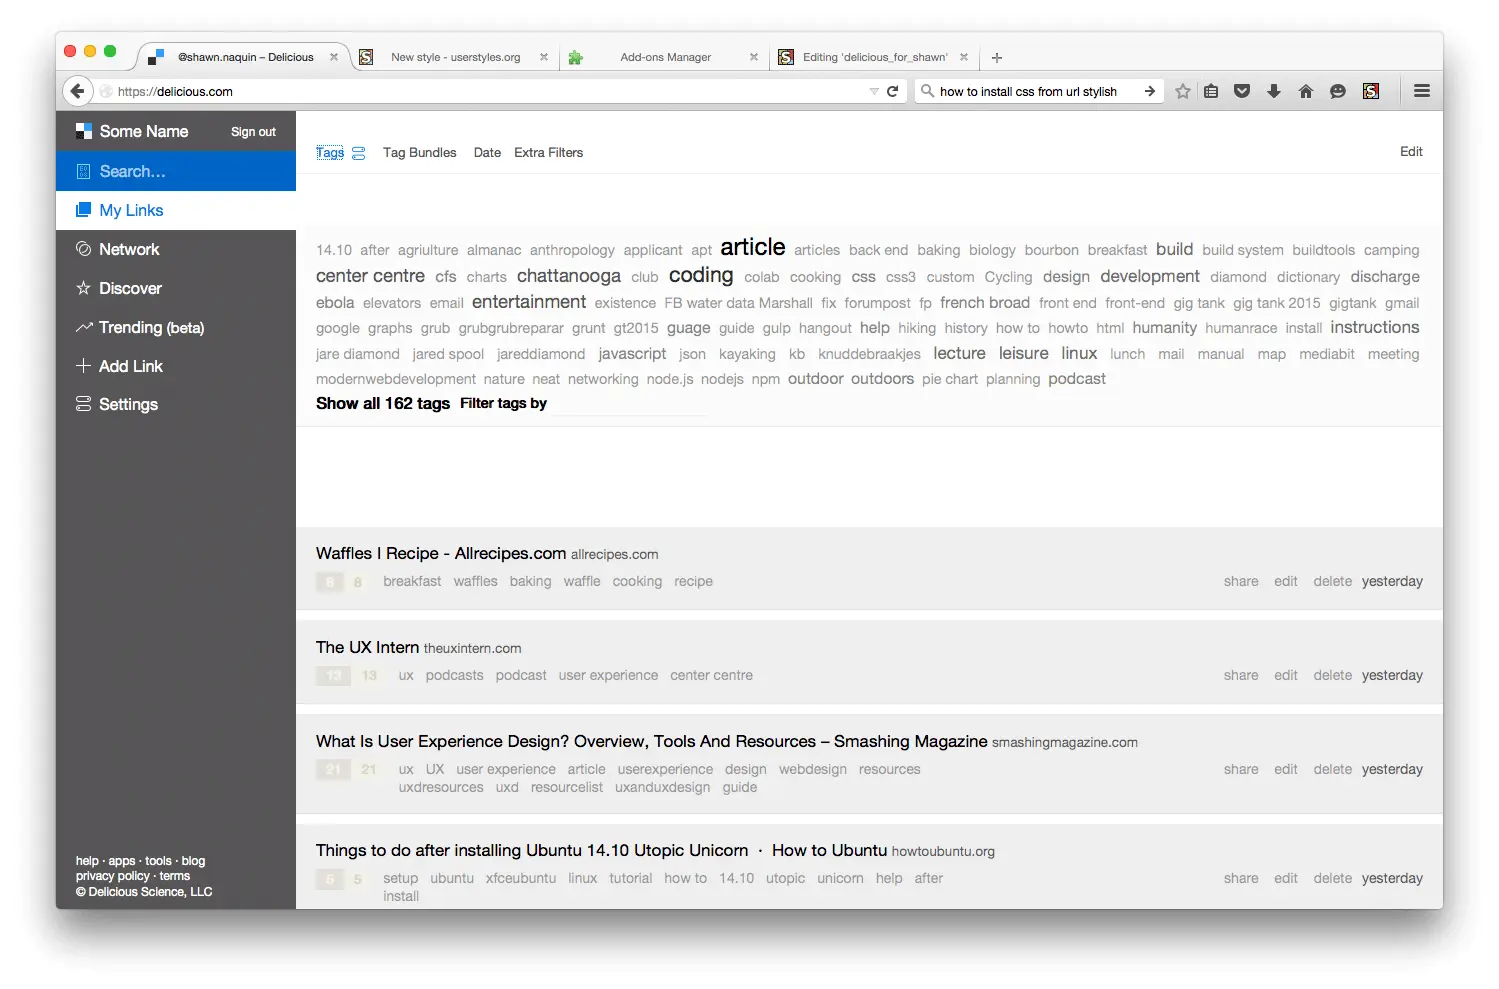 @shawn.naquin – Delicious
New style - userstyles.org
Add-ons Manager
Editing 'delicious_for_shawn'
https://delicious.com
how to install css from url stylish
Some Name Sign out
Search...
My Links
Network
Discover
Trending (beta)
Add Link
Settings
help · apps · tools · blog
privacy policy · terms
© Delicious Science, LLC
Tags Tag Bundles Date Extra Filters Edit
14.10 after agriulture almanac anthropology applicant apt article articles back end baking biology bourbon breakfast build build system buildtools camping
center centre cfs charts chattanooga club coding colab cooking css css3 custom Cycling design development diamond dictionary discharge
ebola elevators email entertainment existence FB water data Marshall fix forumpost fp french broad front end front-end gig tank gig tank 2015 gigtank gmail
google graphs grub grubgrubreparar grunt gt2015 guage guide gulp hangout help hiking history how to howto html humanity humanrace install instructions
jare diamond jared spool jareddiamond javascript json kayaking kb knuddebraakjes lecture leisure linux lunch mail manual map mediabit meeting
modernwebdevelopment nature neat networking node.js nodejs npm outdoor outdoors pie chart planning podcast
Show all 162 tags Filter tags by
Waffles I Recipe - Allrecipes.com allrecipes.com
8 8 breakfast waffles baking waffle cooking recipe share edit delete yesterday
The UX Intern theuxintern.com
13 13 ux podcasts podcast user experience center centre share edit delete yesterday
What Is User Experience Design? Overview, Tools And Resources – Smashing Magazine smashingmagazine.com
21 21 ux UX user experience article userexperience design webdesign resources share edit delete yesterday
uxdresources uxd resourcelist uxanduxdesign guide
Things to do after installing Ubuntu 14.10 Utopic Unicorn · How to Ubuntu howtoubuntu.org
5 5 setup ubuntu xfceubuntu linux tutorial how to 14.10 utopic unicorn help after share edit delete yesterday
install